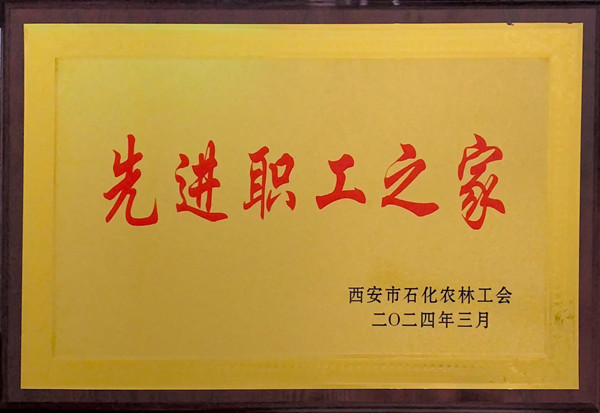 先进职工之家
西安市石化农林工会
二〇二四年三月